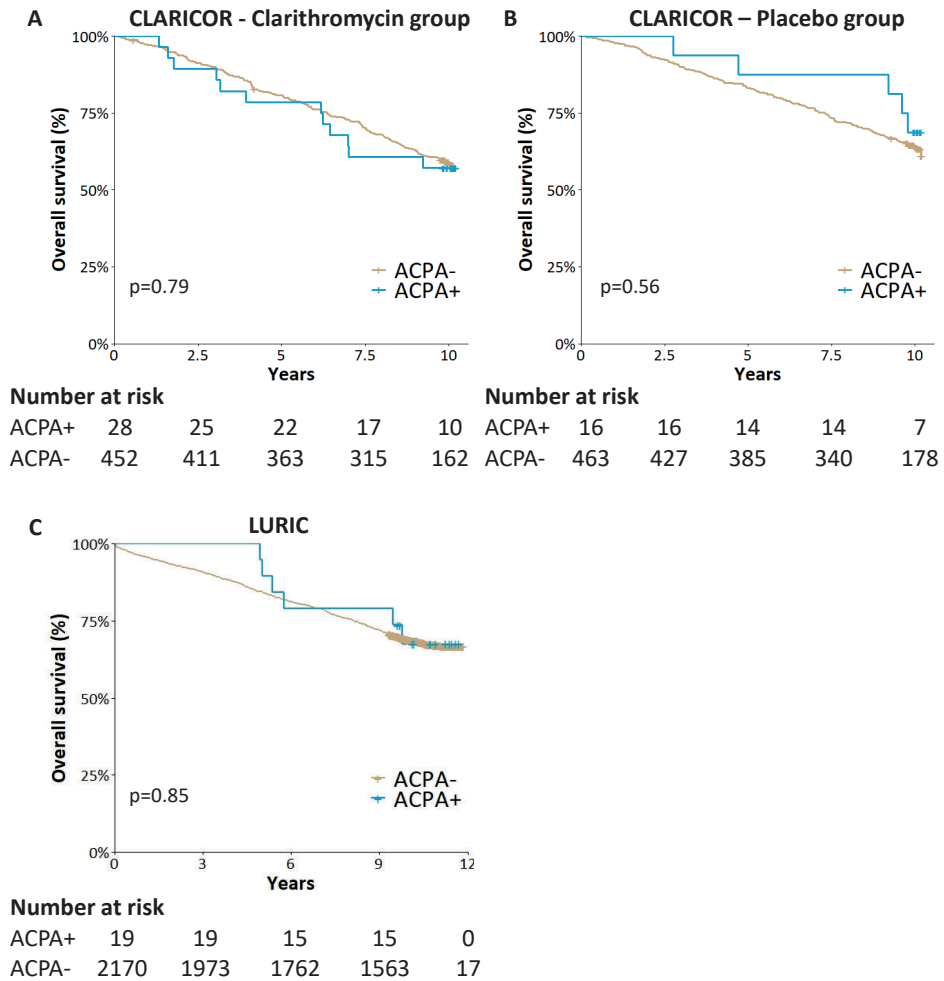 A CLARICOR - Clarithromycin group
100%
75%
50%
25%
0%
Overall survival (%)
p=0.79
ACPA-
ACPA+
0 2.5 5 7.5 10
Years
Number at risk
ACPA+ 28 25 22 17 10
ACPA- 452 411 363 315 162
B CLARICOR – Placebo group
100%
75%
50%
25%
0%
Overall survival (%)
p=0.56
ACPA-
ACPA+
0 2.5 5 7.5 10
Years
Number at risk
ACPA+ 16 16 14 14 7
ACPA- 463 427 385 340 178
C LURIC
100%
75%
50%
25%
0%
Overall survival (%)
p=0.85
ACPA-
ACPA+
0 3 6 9 12
Years
Number at risk
ACPA+ 19 19 15 15 0
ACPA- 2170 1973 1762 1563 17